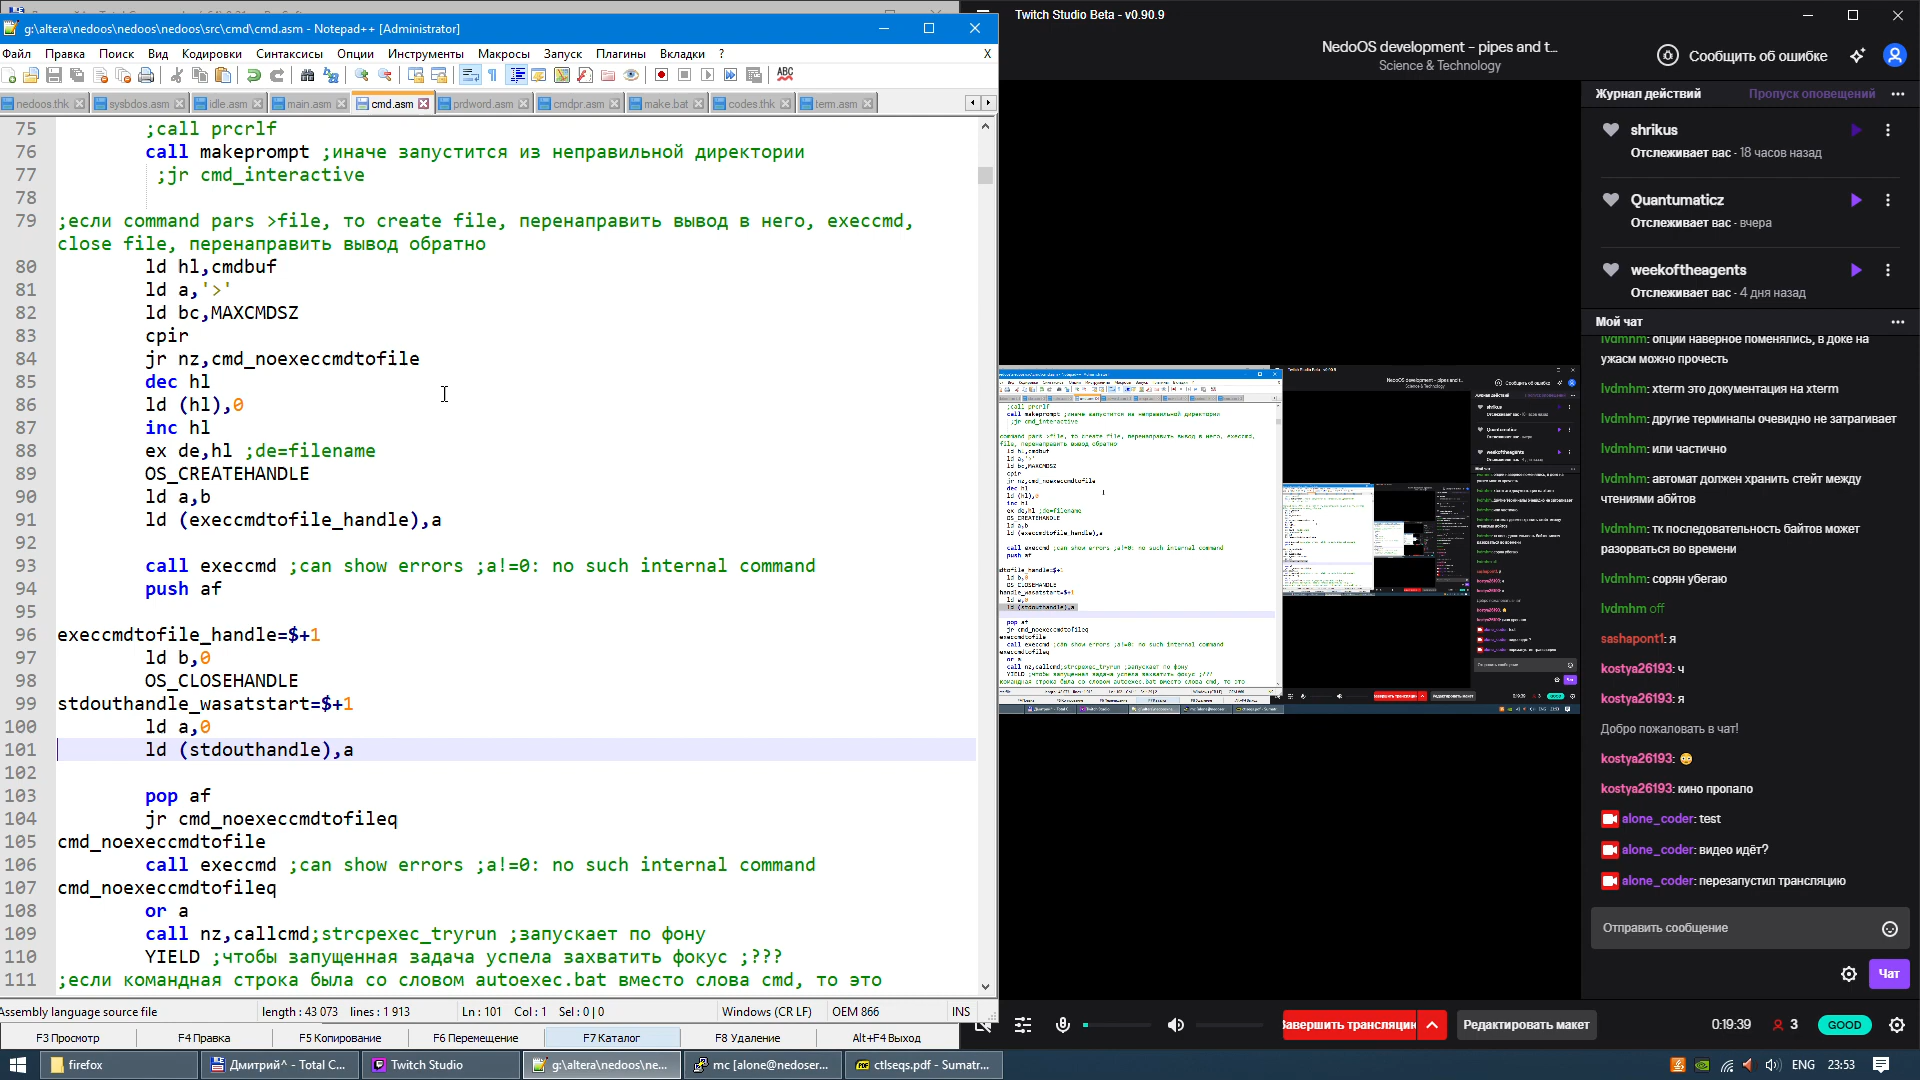 g:\altera\nedoos\nedoos\nedoos\src\cmd\cmd.asm - Notepad++ [Administrator]
Файл Правка Поиск Вид Кодировки Синтаксисы Опции Инструменты Макросы Запуск Плагины Вкладки ? X
nedoos.thk sysbdos.asm idle.asm main.asm cmd.asm prdword.asm cmdpr.asm make.bat codes.thk term.asm
75 ;call prcrlf
76 call makeprompt ;иначе запустится из неправильной директории
77 ;jr cmd_interactive
78
79 ;если command pars >file, то create file, перенаправить вывод в него, execcmd,
close file, перенаправить вывод обратно
80 ld hl,cmdbuf
81 ld a,'>'
82 ld bc,MAXCMDSZ
83 cpir
84 jr nz,cmd_noexeccmdtofile
85 dec hl
86 ld (hl),0
87 inc hl
88 ex de,hl ;de=filename
89 OS_CREATEHANDLE
90 ld a,b
91 ld (execcmdtofile_handle),a
92
93 call execcmd ;can show errors ;a!=0: no such internal command
94 push af
95
96 execcmdtofile_handle=$+1
97 ld b,0
98 OS_CLOSEHANDLE
99 stdouthandle_wasatstart=$+1
100 ld a,0
101 ld (stdouthandle),a
102
103 pop af
104 jr cmd_noexeccmdtofileq
105 cmd_noexeccmdtofile
106 call execcmd ;can show errors ;a!=0: no such internal command
107 cmd_noexeccmdtofileq
108 or a
109 call nz,callcmd;strcpexec_tryrun ;запускает по фону
110 YIELD ;чтобы запущенная задача успела захватить фокус ;???
111 ;если командная строка была со словом autoexec.bat вместо слова cmd, то это
Assembly language source file length : 43 073 lines : 1 913 Ln : 101 Col : 1 Sel : 0 | 0 Windows (CR LF) OEM 866 INS
F3 Просмотр F4 Правка F5 Копирование F6 Перемещение F7 Каталог F8 Удаление Alt+F4 Выход
Twitch Studio Beta - v0.90.9
NedoOS development - pipes and t...
Science & Technology
Сообщить об ошибке
Журнал действий Пропуск оповещений
shrikus
Отслеживает вас - 18 часов назад
Quantumaticz
Отслеживает вас - вчера
weekoftheagents
Отслеживает вас - 4 дня назад
Мой чат
lvdmhm: опции наверное поменялись, в доке на
ужасм можно прочесть
lvdmhm: xterm это документация на xterm
lvdmhm: другие терминалы очевидно не затрагивает
lvdmhm: или частично
lvdmhm: автомат должен хранить стейт между
чтениями абйтов
lvdmhm: тк последовательность байтов может
разорваться во времени
lvdmhm: сорян убегаю
lvdmhm off
sashapont1: я
kostya26193: ч
kostya26193: я
Добро пожаловать в чат!
kostya26193: 😳
kostya26193: кино пропало
alone_coder: test
alone_coder: видео идёт?
alone_coder: перезапустил трансляцию
Отправить сообщение
Чат
Завершить трансляцию Редактировать макет 0:19:39 3 GOOD
firefox Дмитрий^ - Total C... Twitch Studio g:\altera\nedoos\ne... mc [alone@nedoser... ctlseqs.pdf - Sumatr... ENG 23:53